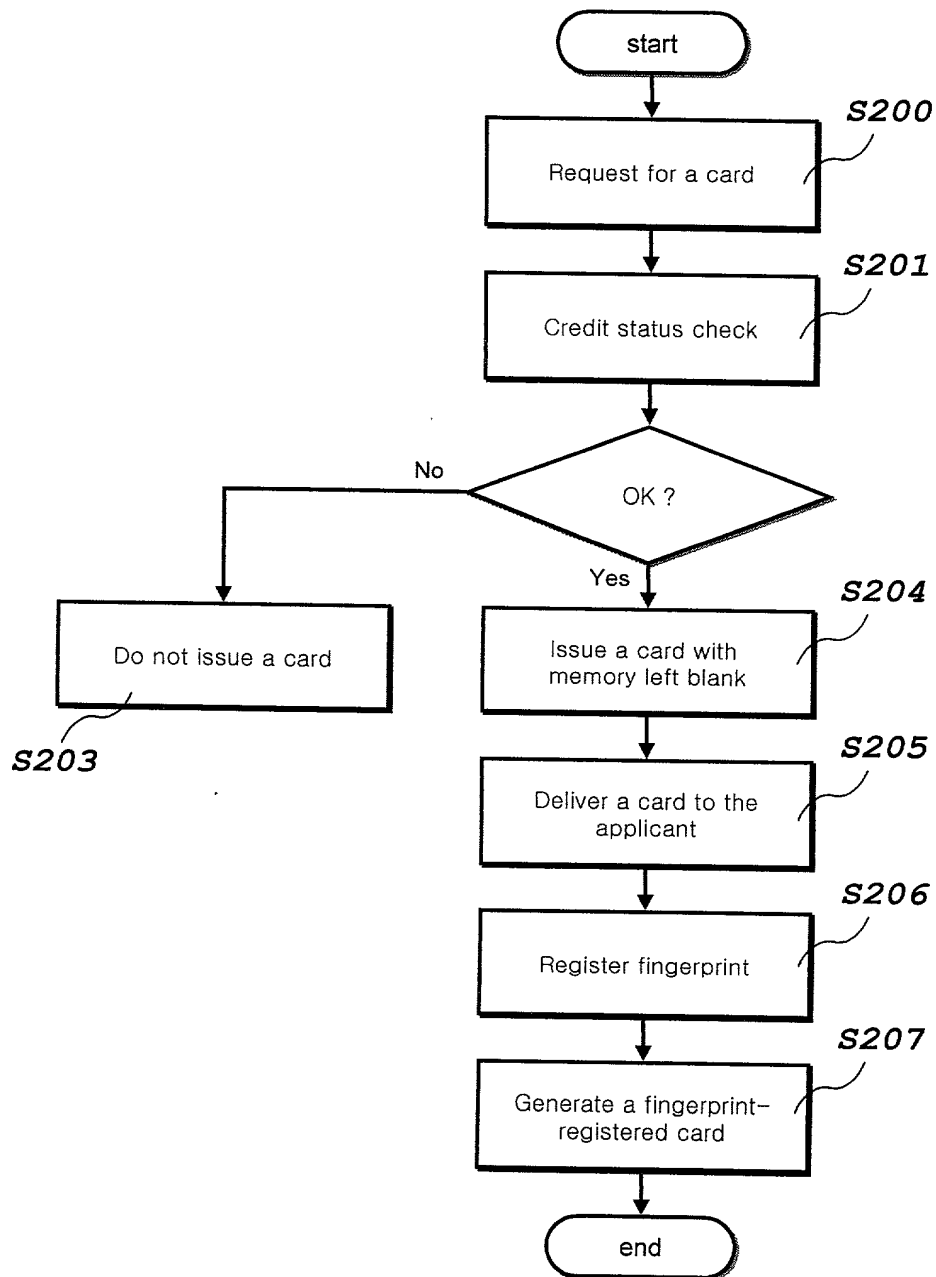 start
S200
Request for a card
S201
Credit status check
No
OK ?
Yes
S204
Do not issue a card
Issue a card with
memory left blank
S203
S205
Deliver a card to the
applicant
S206
Register fingerprint
S207
Generate a fingerprint-
registered card
end